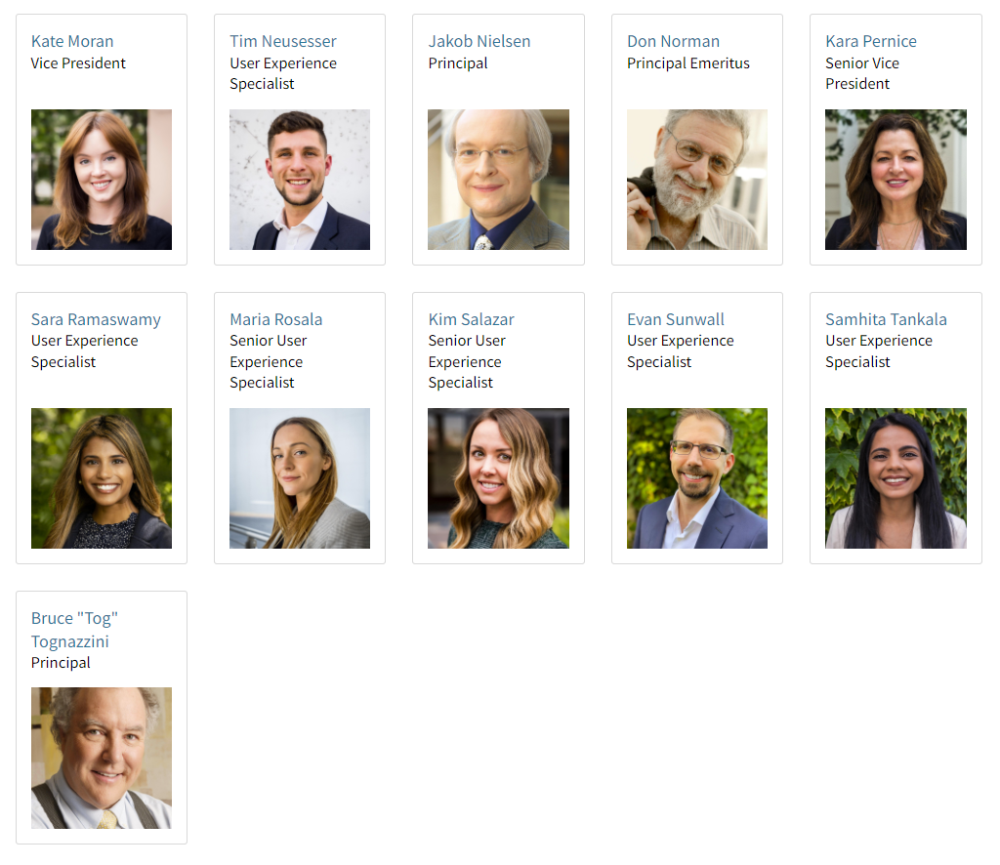 Kate Moran
Vice President
Tim Neusesser
User Experience
Specialist
Jakob Nielsen
Principal
Don Norman
Principal Emeritus
Kara Pernice
Senior Vice
President
Sara Ramaswamy
User Experience
Specialist
Maria Rosala
Senior User
Experience
Specialist
Kim Salazar
Senior User
Experience
Specialist
Evan Sunwall
User Experience
Specialist
Samhita Tankala
User Experience
Specialist
Bruce "Tog"
Tognazzini
Principal